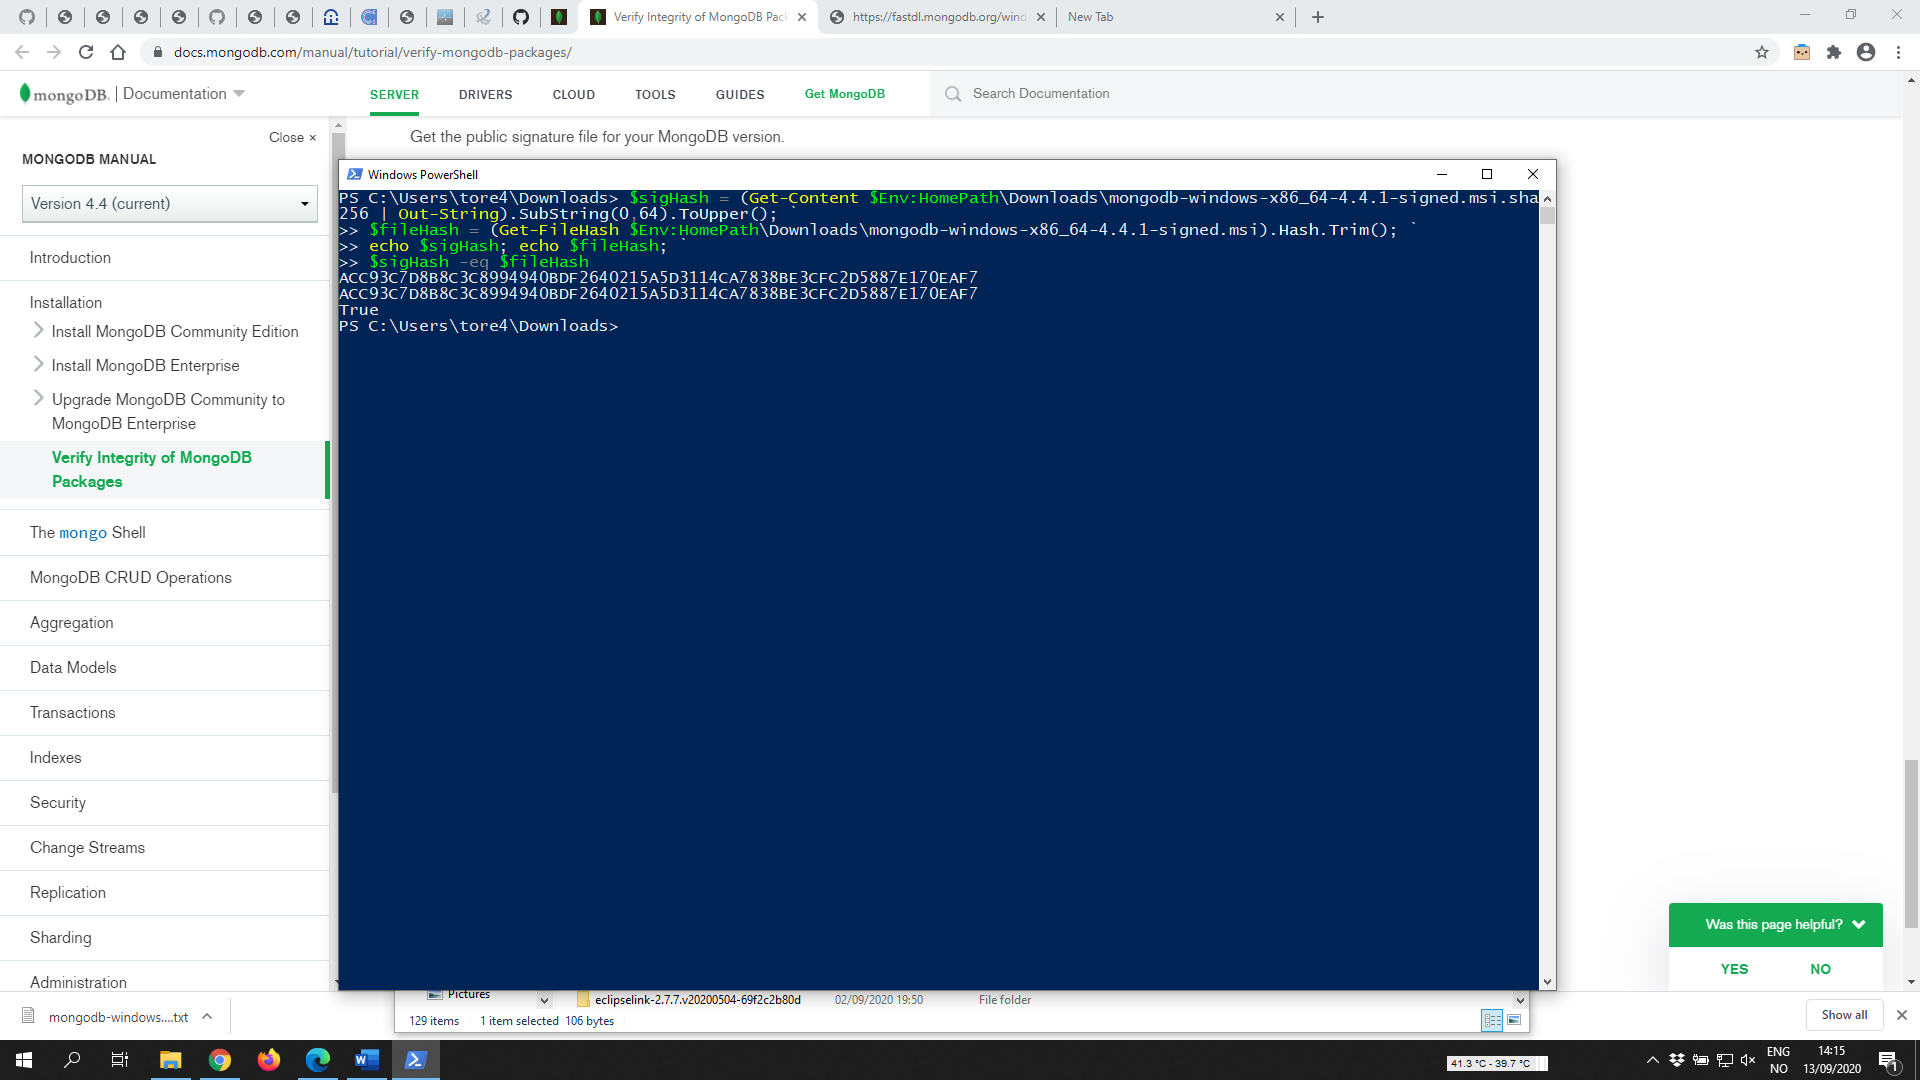 Verify Integrity of MongoDB Pack
https://fastdl.mongodb.org/wind
New Tab
docs.mongodb.com/manual/tutorial/verify-mongodb-packages/
mongoDB. Documentation
SERVER
DRIVERS
CLOUD
TOOLS
GUIDES
Get MongoDB
Search Documentation
Close ×
MONGODB MANUAL
Version 4.4 (current)
Introduction
Installation
Install MongoDB Community Edition
Install MongoDB Enterprise
Upgrade MongoDB Community to
MongoDB Enterprise
Verify Integrity of MongoDB
Packages
The mongo Shell
MongoDB CRUD Operations
Aggregation
Data Models
Transactions
Indexes
Security
Change Streams
Replication
Sharding
Administration
Get the public signature file for your MongoDB version.
Windows PowerShell
PS C:\Users\tore4\Downloads> $sigHash = (Get-Content $Env:HomePath\Downloads\mongodb-windows-x86_64-4.4.1-signed.msi.sha
256 | Out-String).SubString(0,64).ToUpper(); `
>> $fileHash = (Get-FileHash $Env:HomePath\Downloads\mongodb-windows-x86_64-4.4.1-signed.msi).Hash.Trim(); `
>> echo $sigHash; echo $fileHash; `
>> $sigHash -eq $fileHash
ACC93C7D8B8C3C8994940BDF2640215A5D3114CA7838BE3CFC2D5887E170EAF7
ACC93C7D8B8C3C8994940BDF2640215A5D3114CA7838BE3CFC2D5887E170EAF7
True
PS C:\Users\tore4\Downloads>
Was this page helpful?
YES NO
Pictures
eclipselink-2.7.7.v20200504-69f2c2b80d 02/09/2020 19:50 File folder
129 items 1 item selected 106 bytes
mongodb-windows....txt
Show all
41.3 °C - 39.7 °C
ENG
NO
14:15
13/09/2020
1